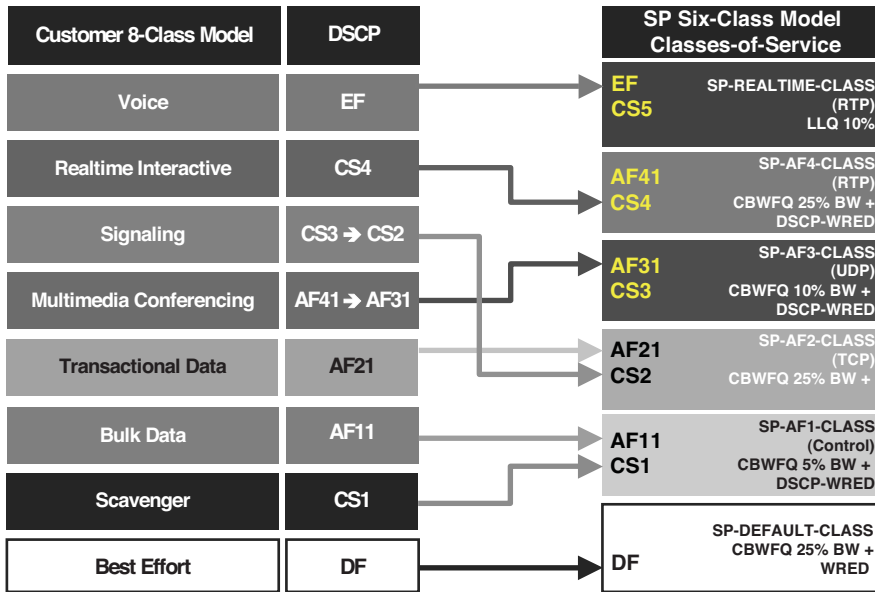 Customer 8-Class Model
DSCP
SP Six-Class Model
Classes-of-Service
Voice
EF
EF
CS5
SP-REALTIME-CLASS
(RTP)
LLQ 10%
Realtime Interactive
CS4
AF41
CS4
SP-AF4-CLASS
(RTP)
CBWFQ 25% BW +
DSCP-WRED
Signaling
CS3 → CS2
Multimedia Conferencing
AF41 → AF31
AF31
CS3
SP-AF3-CLASS
(UDP)
CBWFQ 10% BW +
DSCP-WRED
Transactional Data
AF21
AF21
CS2
SP-AF2-CLASS
(TCP)
CBWFQ 25% BW +
Bulk Data
AF11
AF11
CS1
SP-AF1-CLASS
(Control)
CBWFQ 5% BW +
DSCP-WRED
Scavenger
CS1
Best Effort
DF
DF
SP-DEFAULT-CLASS
CBWFQ 25% BW +
WRED